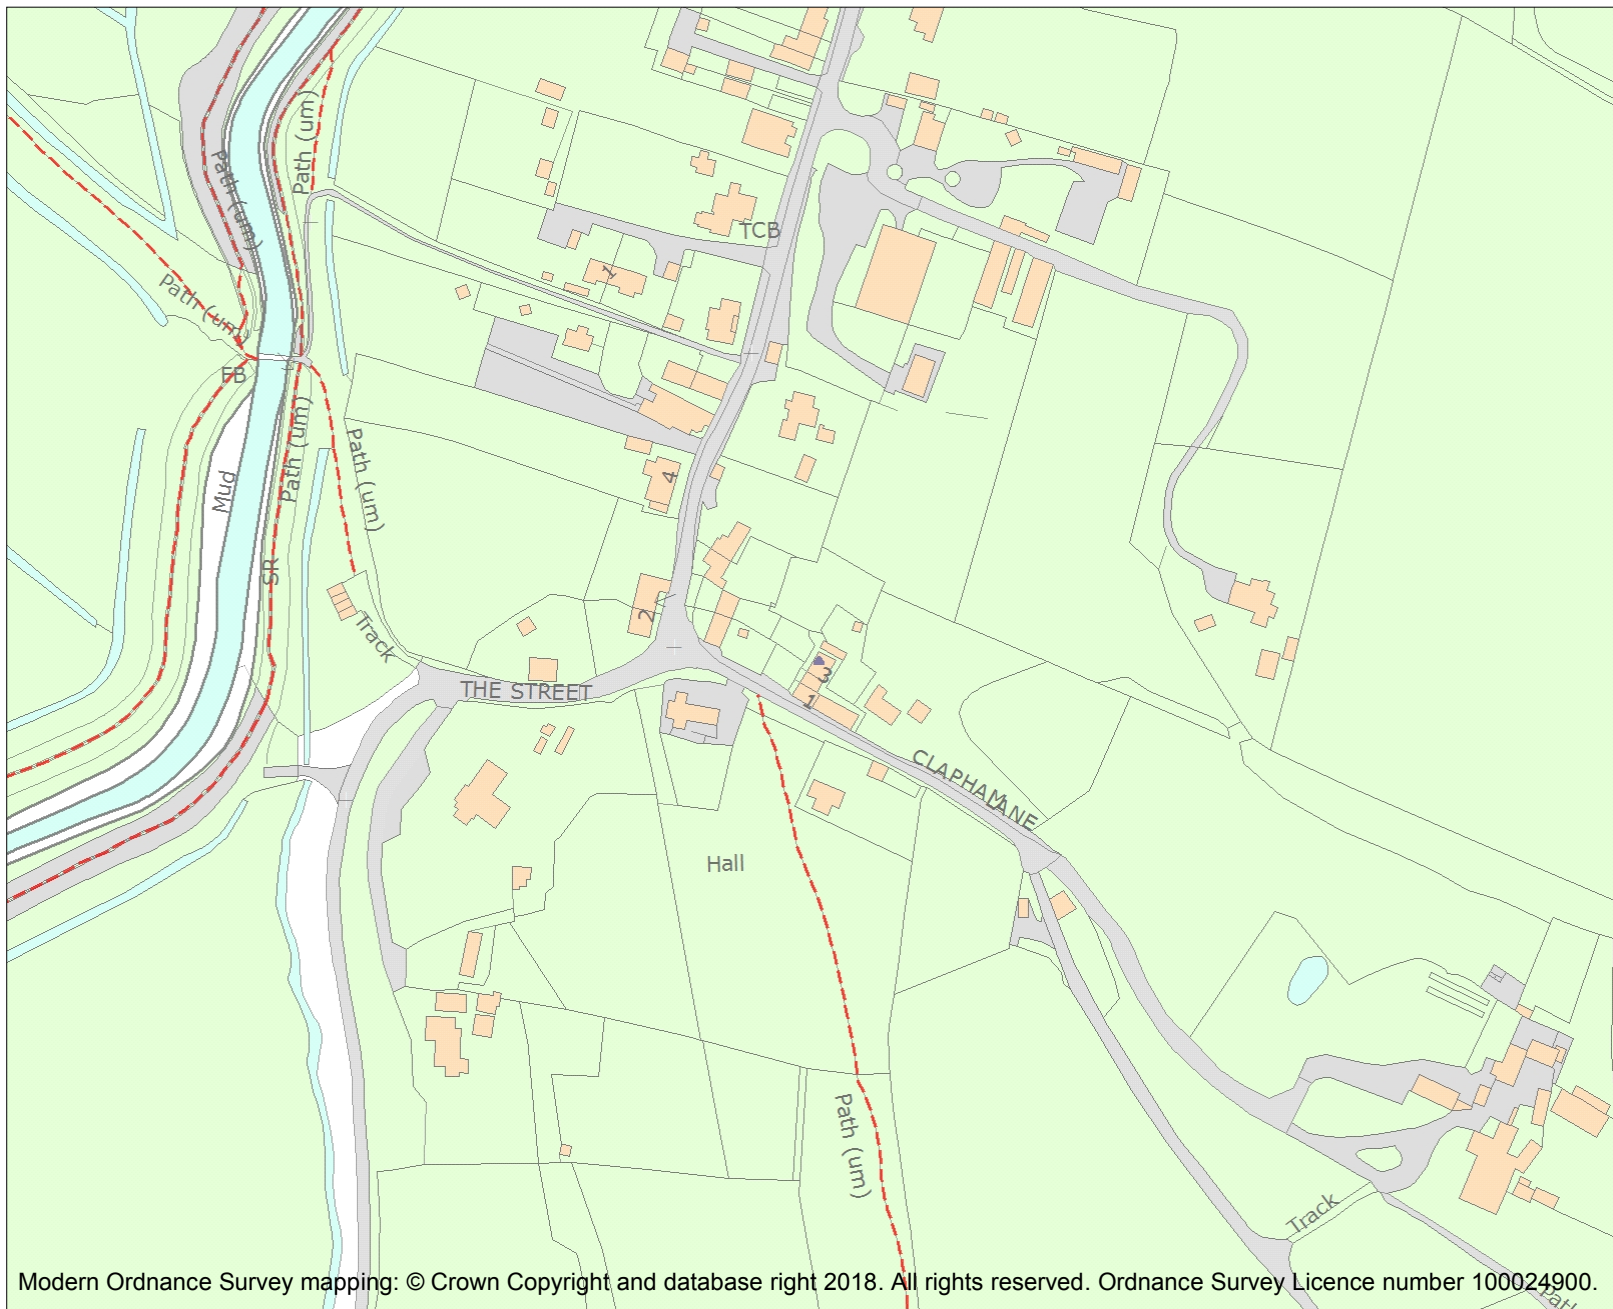 Path (um)
Path (um)
TCB
1
Path (um)
FB
Path (um)
Path (um)
Mud
4
SR
2
Track
3
1
THE STREET
CLAPHAM LANE
Hall
Path (um)
Track
Path
Modern Ordnance Survey mapping: © Crown Copyright and database right 2018. All rights reserved. Ordnance Survey Licence number 100024900.